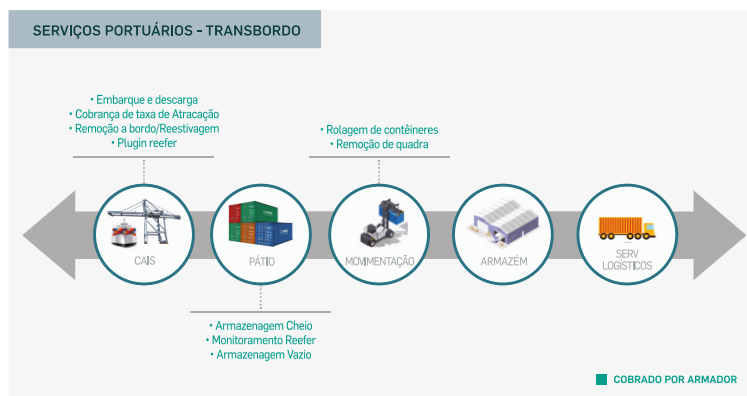 SERVIÇOS PORTUÁRIOS - TRANSBORDO
• Embarque e descarga
• Cobrança de taxa de Atracação
• Remoção a bordo/Reestivagem
• Plugin reefer
• Rolagem de contêineres
• Remoção de quadra
CAIS
PÁTIO
MOVIMENTAÇÃO
ARMAZÉM
SERV
LOGÍSTICOS
• Armazenagem Cheio
• Monitoramento Reefer
• Armazenagem Vazio
COBRADO POR ARMADOR